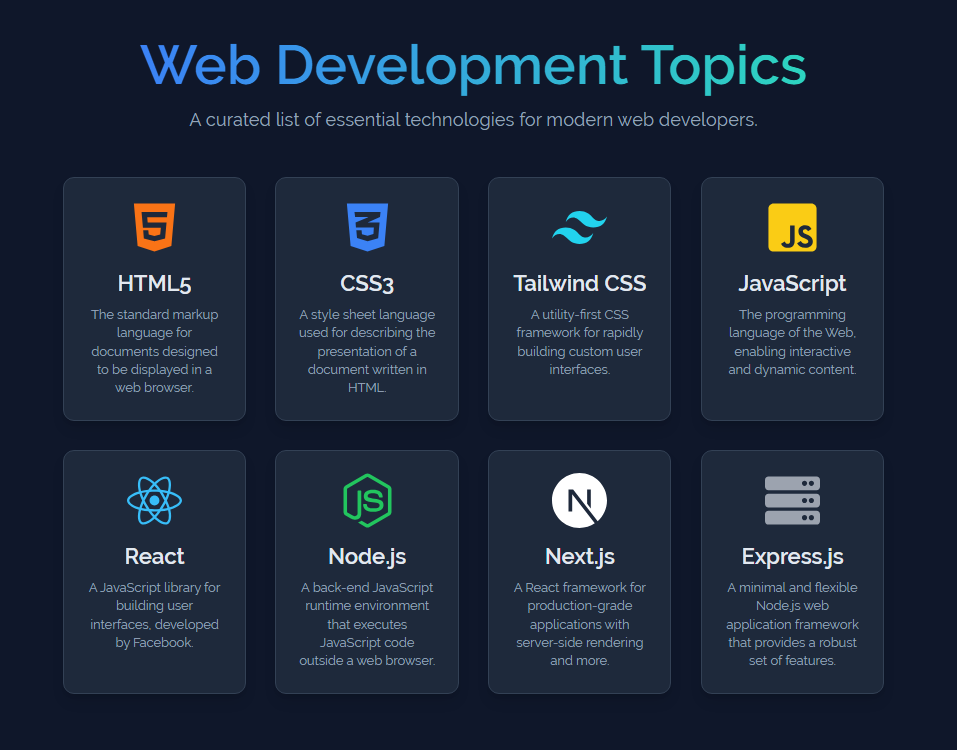 Web Development Topics
A curated list of essential technologies for modern web developers.
HTML5
The standard markup
language for
documents designed
to be displayed in a
web browser.
CSS3
A style sheet language
used for describing the
presentation of a
document written in
HTML.
Tailwind CSS
A utility-first CSS
framework for rapidly
building custom user
interfaces.
JS
JavaScript
The programming
language of the Web,
enabling interactive
and dynamic content.
React
A JavaScript library for
building user
interfaces, developed
by Facebook.
JS
Node.js
A back-end JavaScript
runtime environment
that executes
JavaScript code
outside a web browser.
N
Next.js
A React framework for
production-grade
applications with
server-side rendering
and more.
Express.js
A minimal and flexible
Node.js web
application framework
that provides a robust
set of features.